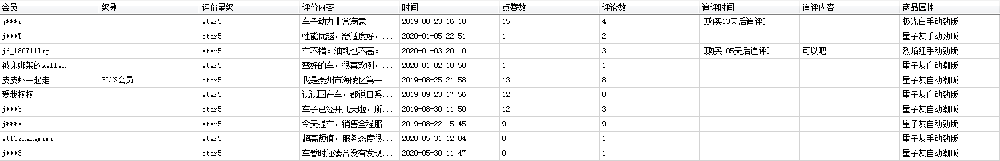 会员 级别 评价星级 评价内容 时间 点赞数 评论数 追评时间 追评内容 商品属性
j***i star5 车子动力非常满意 2019-08-23 16:10 15 4 [购买13天后追评] 极光白手动劲版
j***T star5 性能优越，舒适度好，... 2020-01-05 22:51 1 2 量子灰手动劲版
jd_180711lzp star5 车不错。油耗也不高。... 2020-01-03 20:10 1 3 [购买105天后追评] 可以吧 烈焰红手动劲版
被床绑架的kellen star5 蛮好的车，很喜欢咧，... 2020-01-02 18:50 1 1 量子灰自动潮版
皮皮虾一起走 PLUS会员 star5 我是泰州市海陵区第一... 2019-08-25 21:58 13 8 量子灰自动潮版
爱我杨杨 star5 试试国产车，都说日系... 2019-09-23 17:56 12 8 量子灰自动劲版
j***b star5 车子已经开几天啦，所... 2019-08-30 11:50 12 3 量子灰自动潮版
j***e star5 今天提车，销售全程服... 2019-08-22 15:45 9 9 量子灰自动劲版
st13zhangmimi star5 超高颜值，服务态度很... 2020-05-31 12:04 0 1 量子灰手动劲版
j***3 star5 车暂时还凑合没有发现... 2020-05-30 11:47 0 1 量子灰自动潮版